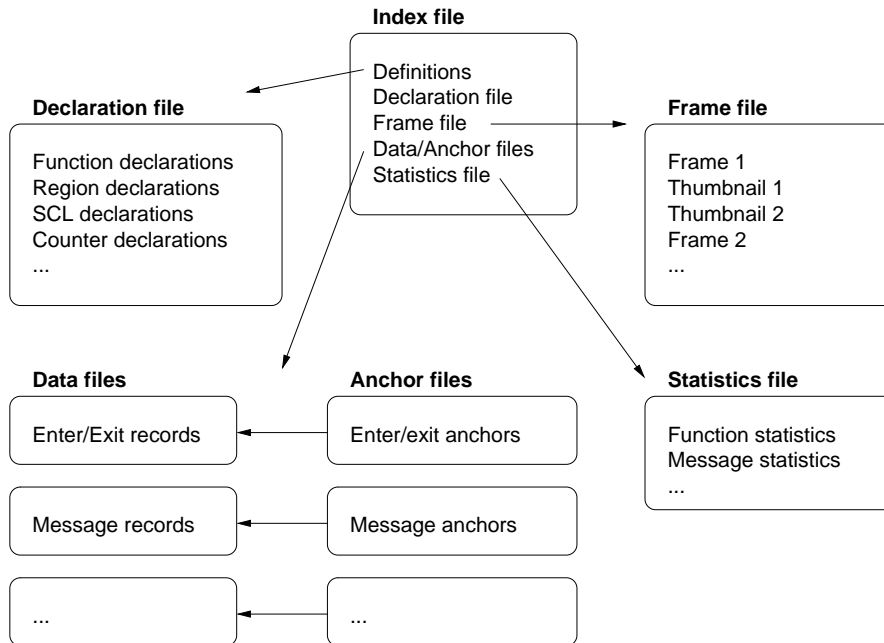 Index file
Definitions
Declaration file
Frame file
Data/Anchor files
Statistics file
Declaration file
Function declarations
Region declarations
SCL declarations
Counter declarations
...
Frame file
Frame 1
Thumbnail 1
Thumbnail 2
Frame 2
...
Data files
Enter/Exit records
Message records
...
Anchor files
Enter/exit anchors
Message anchors
...
Statistics file
Function statistics
Message statistics
...